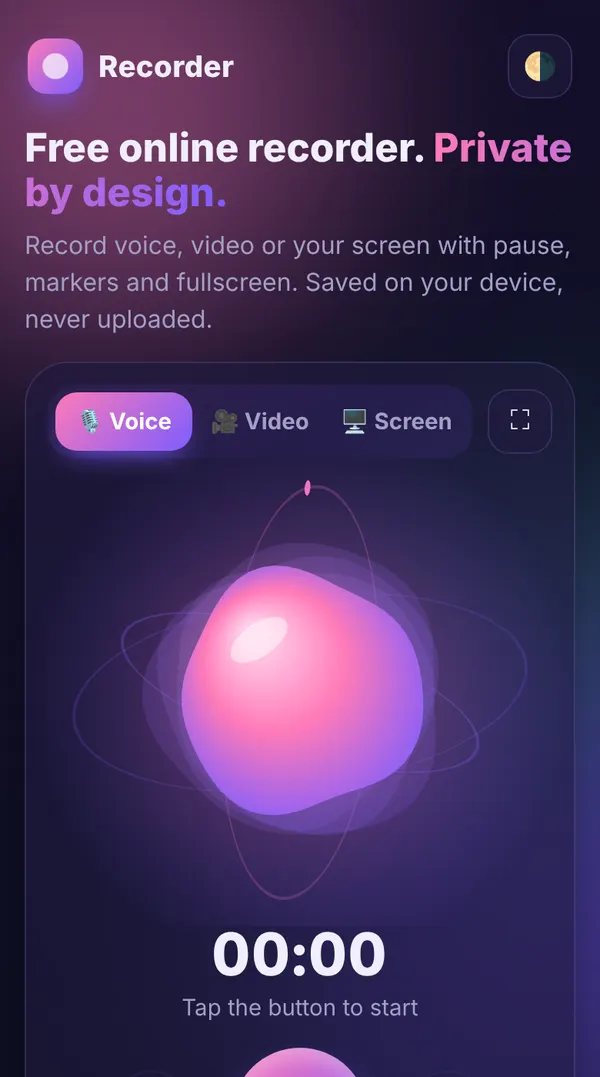 Recorder
Free online recorder. Private
by design.
Record voice, video or your screen with pause,
markers and fullscreen. Saved on your device,
never uploaded.
Voice Video Screen
00:00
Tap the button to start